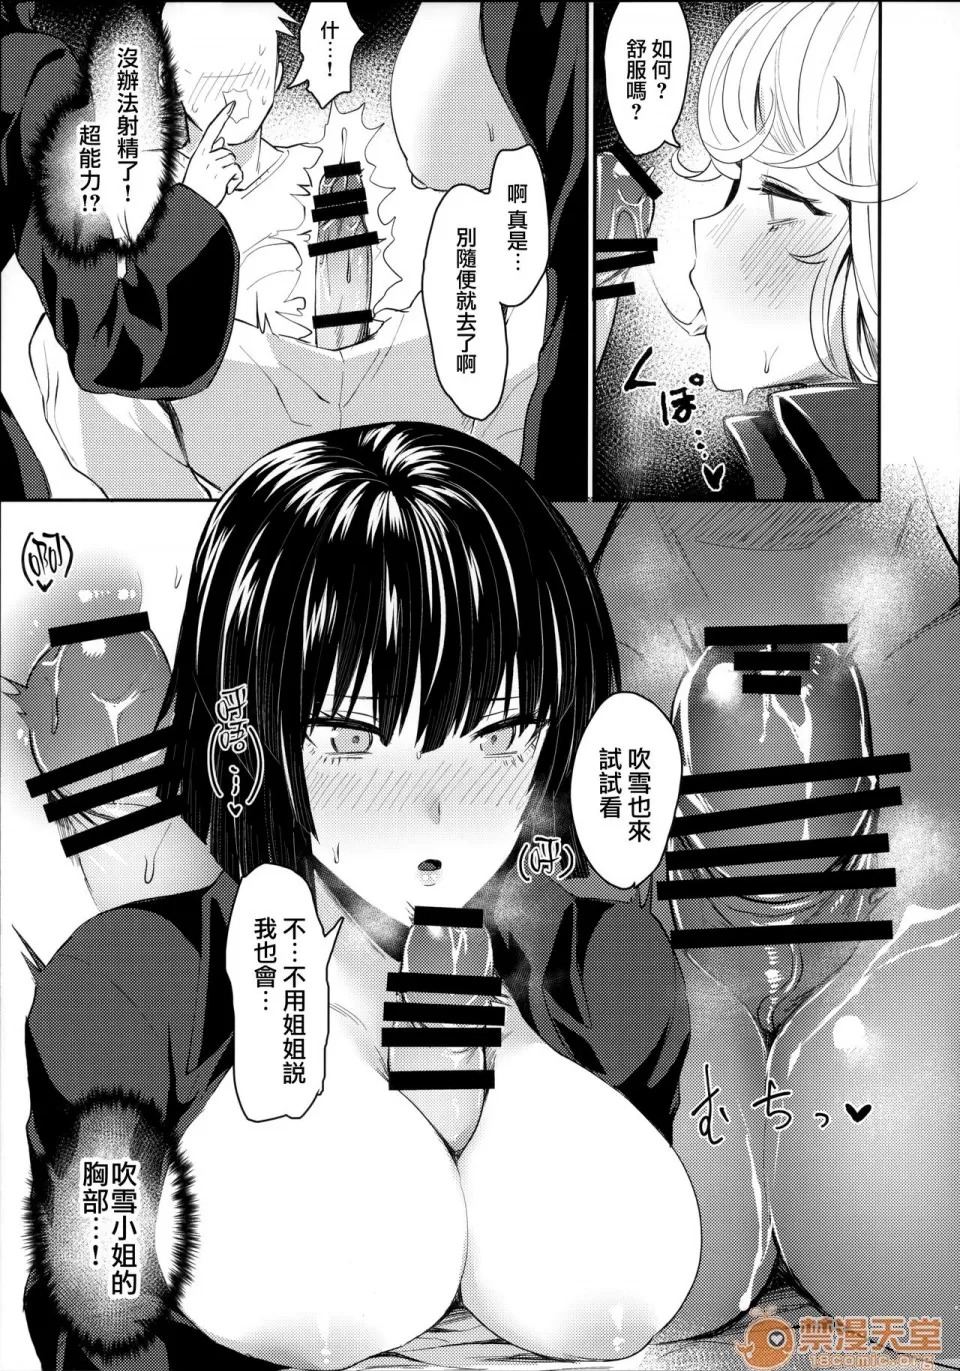 如何？
舒服嗎？
くぽ。…♥
什…！
啊 真是…
別隨便就去了啊
沒辦法射精了！
超能力!?
吹雪也來
試試看
むちっ♥
不…不用姐姐說
我也會…
吹雪小姐的
胸部…！
禁漫天堂